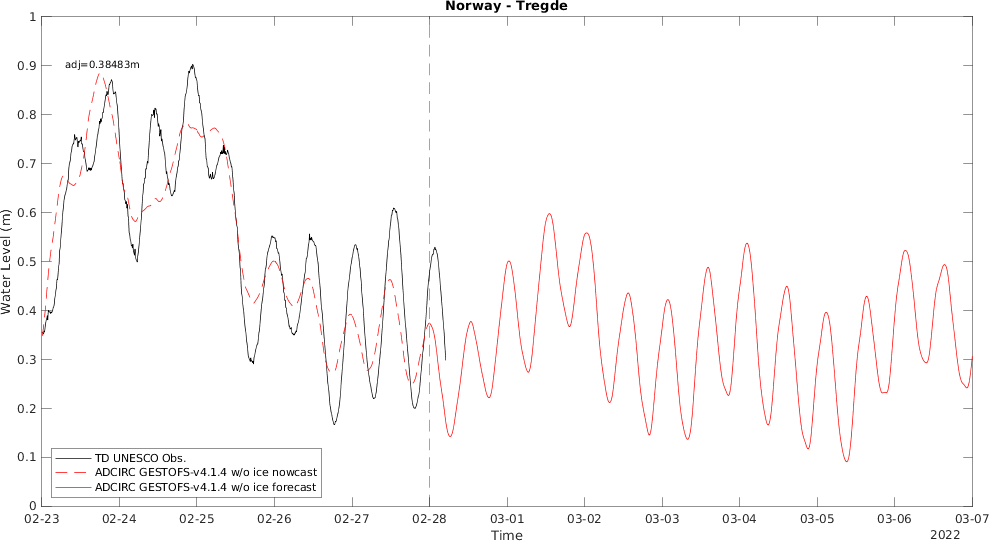 Norway - Tregde
adj=0.38483m
Water Level (m)
1
0.9
0.8
0.7
0.6
0.5
0.4
0.3
0.2
0.1
0
TD UNESCO Obs.
ADCIRC GESTOFS-v4.1.4 w/o ice nowcast
ADCIRC GESTOFS-v4.1.4 w/o ice forecast
02-23 02-24 02-25 02-26 02-27 02-28 03-01 03-02 03-03 03-04 03-05 03-06 03-07
Time
2022